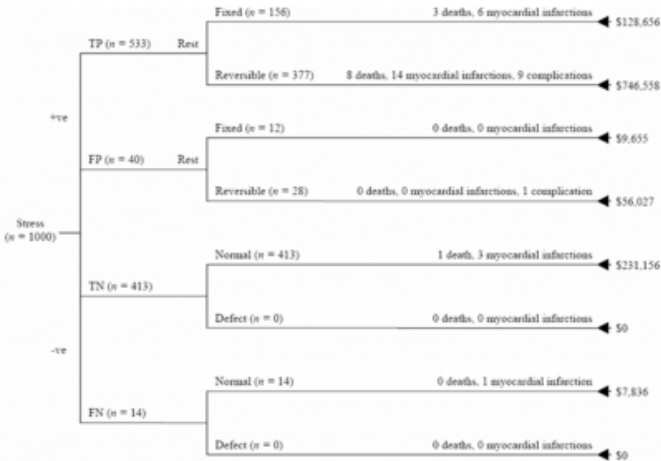 Fixed (n = 156) 3 deaths, 6 myocardial infarctions
$128,656
TP (n = 533) Rest
Reversible (n = 377) 8 deaths, 14 myocardial infarctions, 9 complications
$746,558
+ve
Fixed (n = 12) 0 deaths, 0 myocardial infarctions
$9,655
FP (n = 40) Rest
Reversible (n = 28) 0 deaths, 0 myocardial infarctions, 1 complication
$56,027
Stress
(n = 1000)
Normal (n = 413) 1 death, 3 myocardial infarctions
$231,156
TN (n = 413)
Defect (n = 0) 0 deaths, 0 myocardial infarctions
$0
-ve
Normal (n = 14) 0 deaths, 1 myocardial infarction
$7,836
FN (n = 14)
Defect (n = 0) 0 deaths, 0 myocardial infarctions
$0